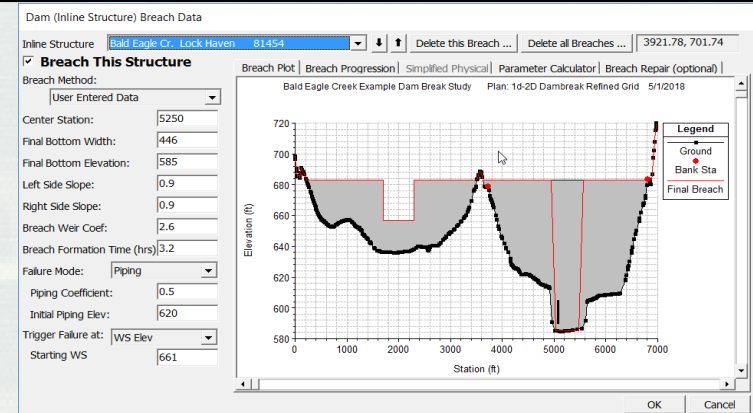 Dam (Inline Structure) Breach Data
Inline Structure Bald Eagle Cr. Lock Haven 81454 Delete this Breach ... Delete all Breaches ... 3921.78, 701.74
Breach This Structure
Breach Method:
User Entered Data
Center Station: 5250
Final Bottom Width: 446
Final Bottom Elevation: 585
Left Side Slope: 0.9
Right Side Slope: 0.9
Breach Weir Coef: 2.6
Breach Formation Time (hrs) 3.2
Failure Mode: Piping
Piping Coefficient: 0.5
Initial Piping Elev: 620
Trigger Failure at: WS Elev
Starting WS 661
Breach Plot Breach Progression Simplified Physical Parameter Calculator Breach Repair (optional)
Bald Eagle Creek Example Dam Break Study Plan: 1d-2D Dambreak Refined Grid 5/1/2018
720
700
680
660
640
620
600
580
Elevation (ft)
0 1000 2000 3000 4000 5000 6000 7000
Station (ft)
Legend
Ground
Bank Sta
Final Breach
OK Cancel